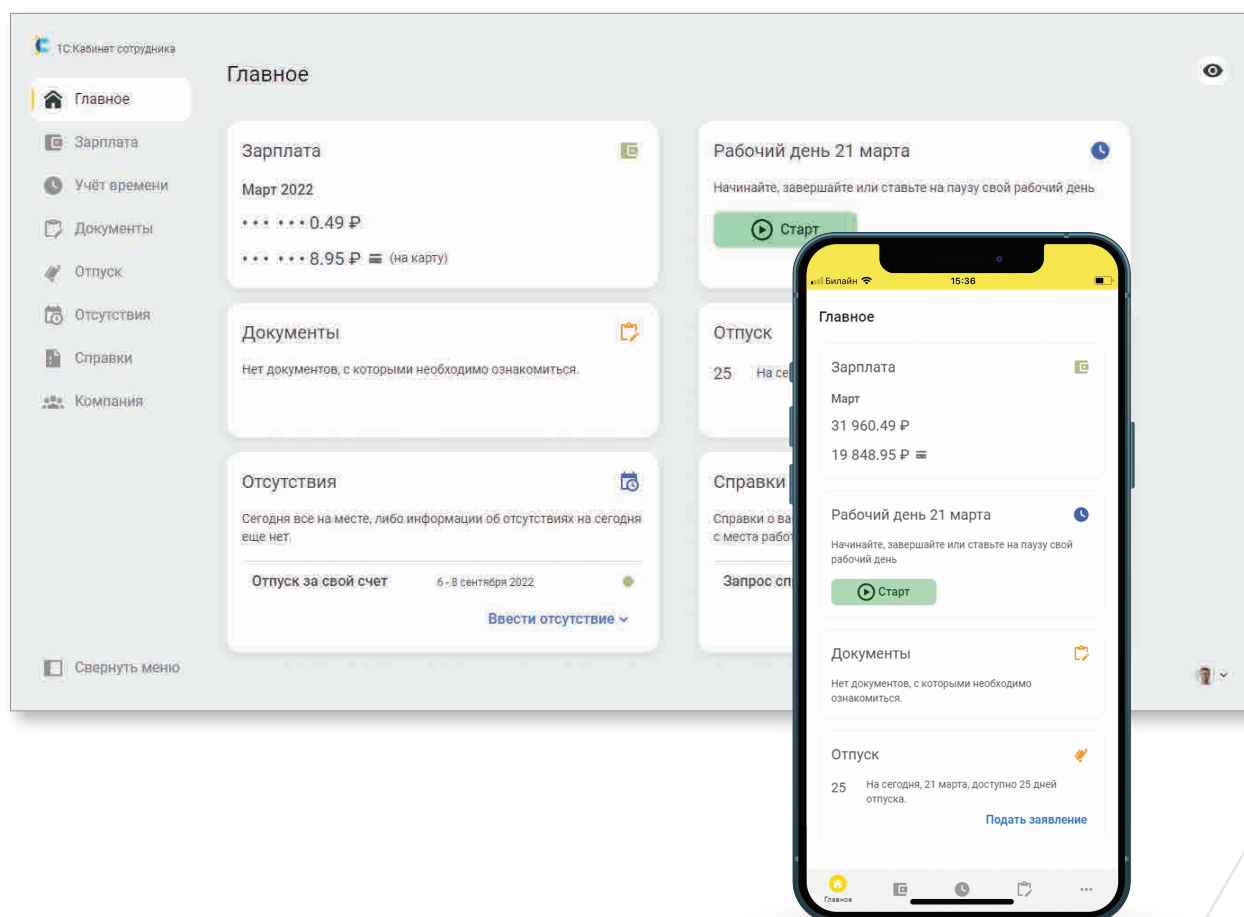 1С:Кабинет сотрудника
Главное
Главное
Зарплата
Учёт времени
Документы
Отпуск
Отсутствия
Справки
Компания
Свернуть меню
Зарплата
Март 2022
••• •••0.49 ₽
••• •••8.95 ₽ (на карту)
Рабочий день 21 марта
Начинайте, завершайте или ставьте на паузу свой рабочий день
Старт
Документы
Нет документов, с которыми необходимо ознакомиться.
Отпуск
25 На се
Отсутствия
Сегодня все на месте, либо информации об отсутствиях на сегодня
еще нет.
Отпуск за свой счет 6 - 8 сентября 2022
Ввести отсутствие
Справки
Справки о ва
с места работ
Запрос сп
Билайн 15:36
Главное
Зарплата
Март
31 960.49 ₽
19 848.95 ₽
Рабочий день 21 марта
Начинайте, завершайте или ставьте на паузу свой
рабочий день
Старт
Документы
Нет документов, с которыми необходимо
ознакомиться.
Отпуск
25 На сегодня, 21 марта, доступно 25 дней
отпуска.
Подать заявление
Главное